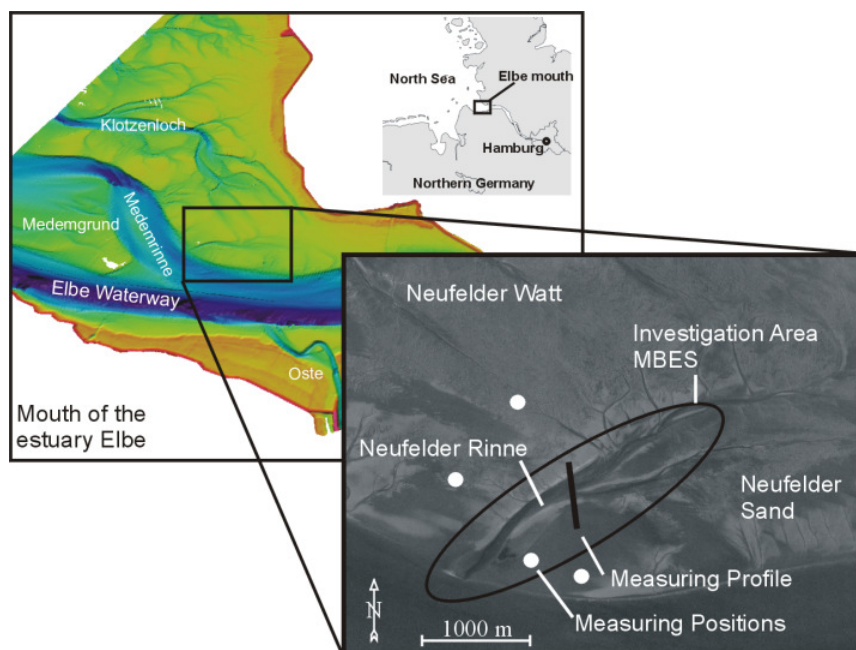 North Sea
Elbe mouth
Hamburg
Northern Germany
Klotzenloch
Medemgrund
Medemrinne
Elbe Waterway
Oste
Mouth of the
estuary Elbe
Neufelder Watt
Investigation Area
MBES
Neufelder Rinne
Neufelder
Sand
Measuring Profile
Measuring Positions
N
1000 m